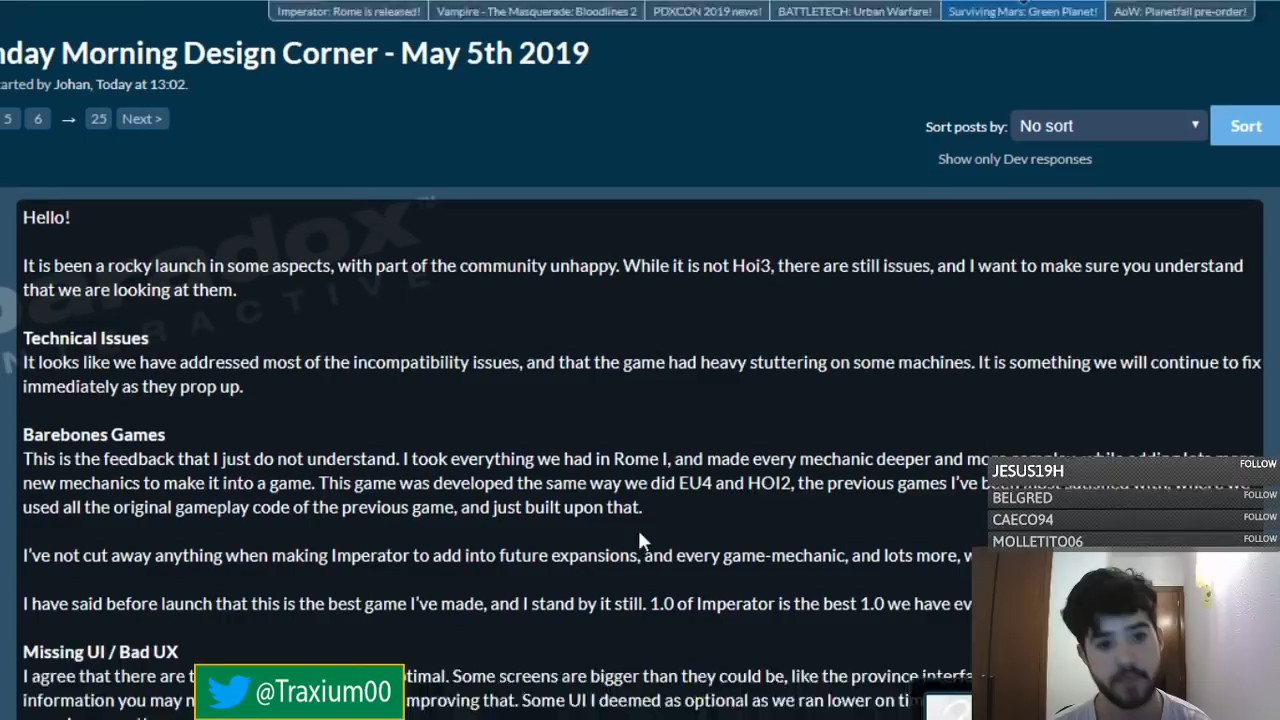 Imperator: Rome is released! Vampire - The Masquerade: Bloodlines 2 PDXCON 2019 news! BATTLETECH: Urban Warfare! Surviving Mars: Green Planet! AoW: Planetfall pre-order!
nday Morning Design Corner - May 5th 2019
arted by Johan, Today at 13:02.
5 6 → 25 Next >
Sort posts by: No sort Sort
Show only Dev responses
Hello!
It is been a rocky launch in some aspects, with part of the community unhappy. While it is not Hoi3, there are still issues, and I want to make sure you understand
that we are looking at them.
Technical Issues
It looks like we have addressed most of the incompatibility issues, and that the game had heavy stuttering on some machines. It is something we will continue to fix
immediately as they prop up.
Barebones Games
This is the feedback that I just do not understand. I took everything we had in Rome I, and made every mechanic deeper and more
new mechanics to make it into a game. This game was developed the same way we did EU4 and HOI2, the previous games I've
used all the original gameplay code of the previous game, and just built upon that.
I've not cut away anything when making Imperator to add into future expansions, and every game-mechanic, and lots more, w
I have said before launch that this is the best game I've made, and I stand by it still. 1.0 of Imperator is the best 1.0 we have ev
Missing UI / Bad UX
I agree that there are t timal. Some screens are bigger than they could be, like the province interfa
information you may n mproving that. Some UI I deemed as optional as we ran lower on ti
paradox
INTERACTIVE
JESUS19H FOLLOW
BELGRED FOLLOW
CAECO94 FOLLOW
MOLLETITO06 FOLLOW
@Traxium00